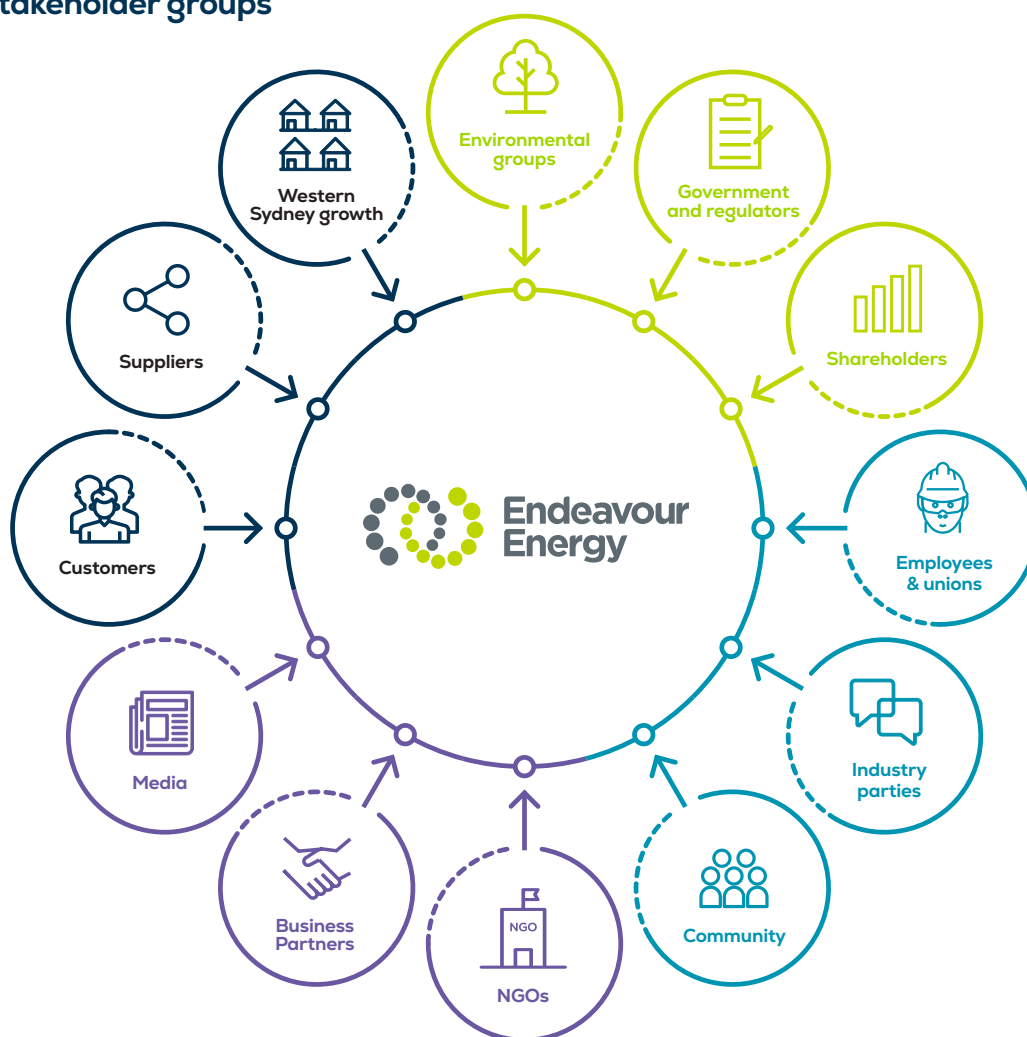 takeholder groups
Environmental
groups
Government
and regulators
Shareholders
Employees
& unions
Industry
parties
Community
NGO
NGOs
Business
Partners
Media
Customers
Suppliers
Western
Sydney growth
Endeavour
Energy